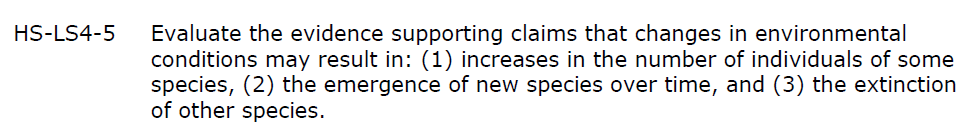 HS-LS4-5 Evaluate the evidence supporting claims that changes in environmental
conditions may result in: (1) increases in the number of individuals of some
species, (2) the emergence of new species over time, and (3) the extinction
of other species.